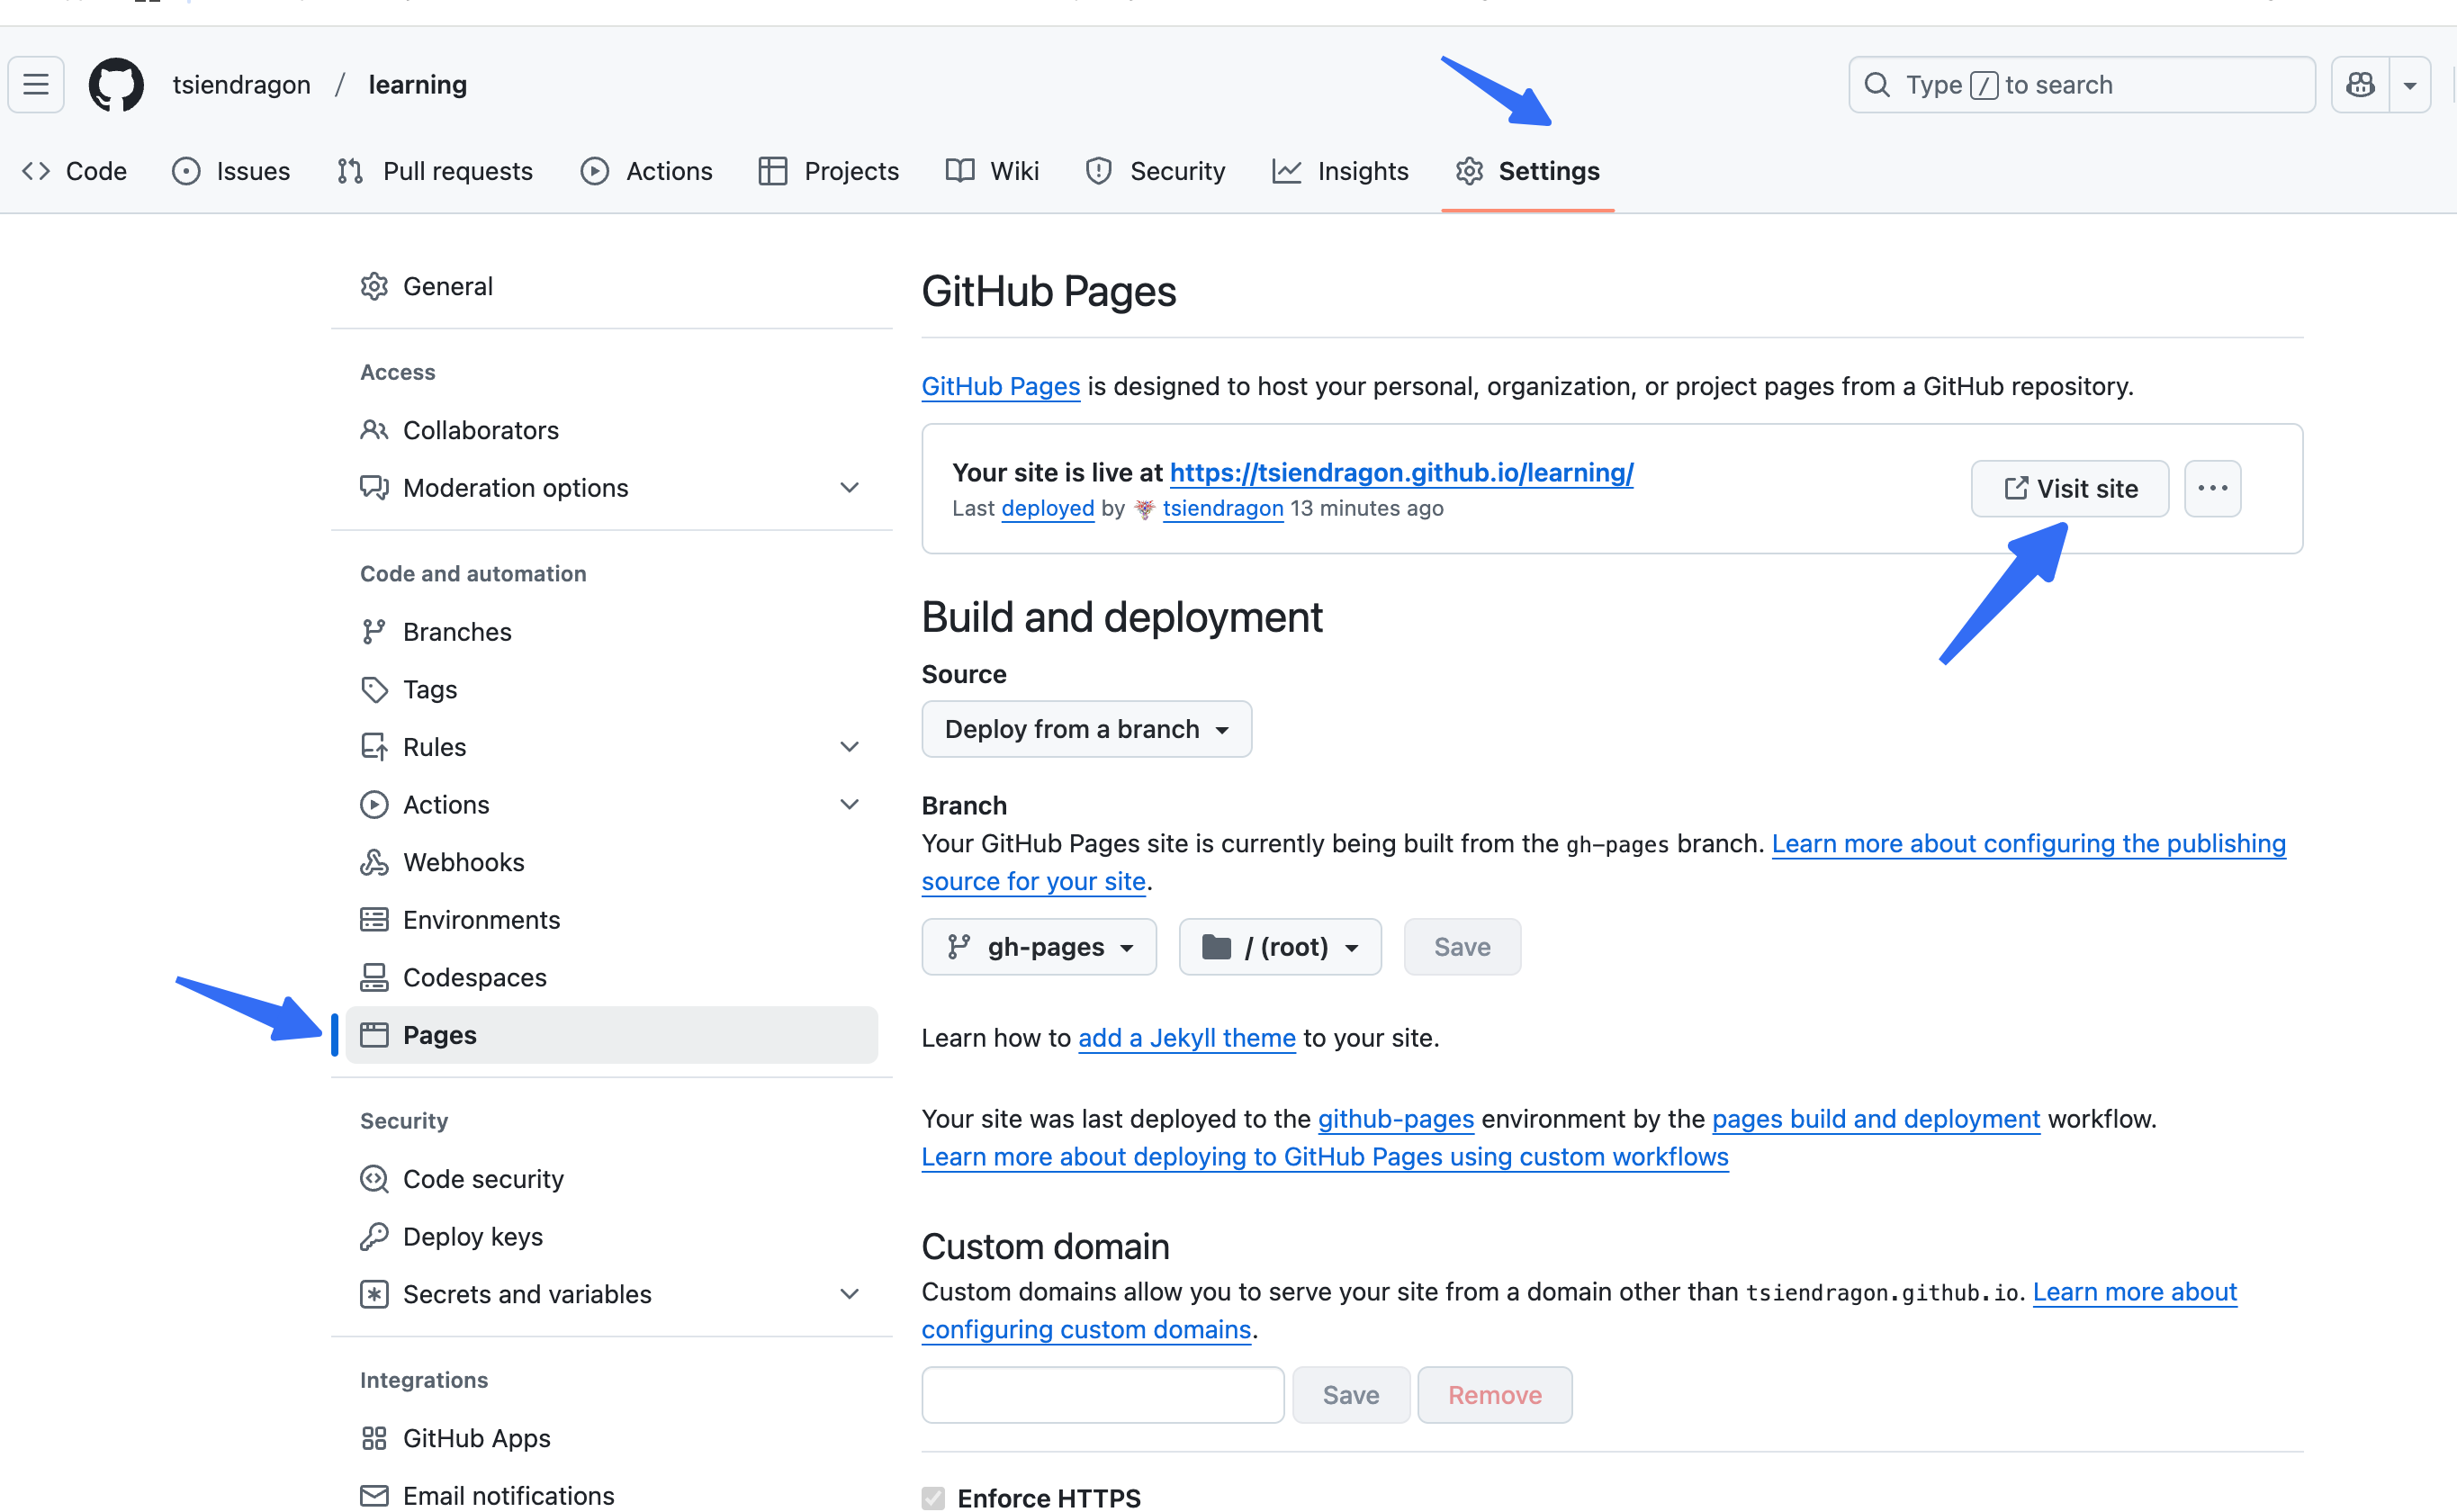 tsiendragon / learning
Type / to search
Code Issues Pull requests Actions Projects Wiki Security Insights Settings
General
Access
Collaborators
Moderation options
Code and automation
Branches
Tags
Rules
Actions
Webhooks
Environments
Codespaces
Pages
Security
Code security
Deploy keys
Secrets and variables
Integrations
GitHub Apps
Email notifications
GitHub Pages
GitHub Pages is designed to host your personal, organization, or project pages from a GitHub repository.
Your site is live at https://tsiendragon.github.io/learning/
Last deployed by tsiendragon 13 minutes ago
Visit site
Build and deployment
Source
Deploy from a branch
Branch
Your GitHub Pages site is currently being built from the gh-pages branch. Learn more about configuring the publishing
source for your site.
gh-pages / (root) Save
Learn how to add a Jekyll theme to your site.
Your site was last deployed to the github-pages environment by the pages build and deployment workflow.
Learn more about deploying to GitHub Pages using custom workflows
Custom domain
Custom domains allow you to serve your site from a domain other than tsiendragon.github.io. Learn more about
configuring custom domains.
Save Remove
Enforce HTTPS